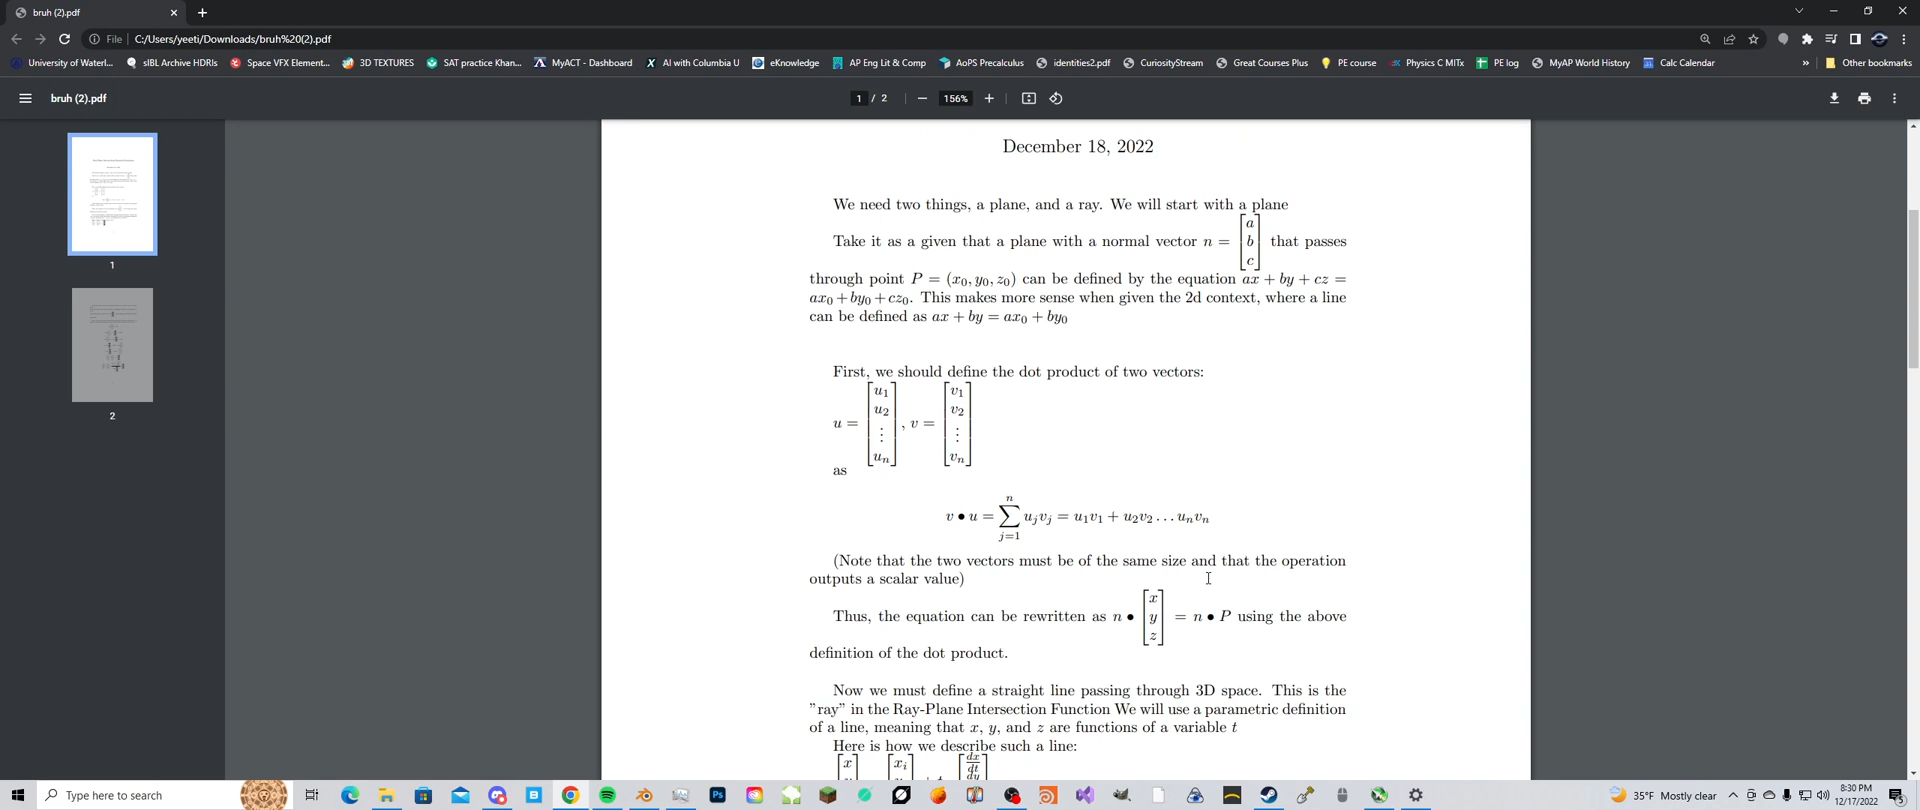 bruh (2).pdf
File
C:/Users/yeeti/Downloads/bruh%20(2).pdf
University of Waterl...
sIBL Archive HDRIs
Space VFX Element...
3D TEXTURES
SAT practice Khan...
MyACT - Dashboard
AI with Columbia U
eKnowledge
AP Eng Lit & Comp
AoPS Precalculus
identities2.pdf
CuriosityStream
Great Courses Plus
PE course
Physics C MITx
PE log
MyAP World History
Calc Calendar
»
Other bookmarks
bruh (2).pdf
1 / 2
156%
1
2
December 18, 2022
We need two things, a plane, and a ray. We will start with a plane
Take it as a given that a plane with a normal vector n = [a b c] that passes
through point P = (x₀, y₀, z₀) can be defined by the equation ax + by + cz =
ax₀ + by₀ + cz₀. This makes more sense when given the 2d context, where a line
can be defined as ax + by = ax₀ + by₀
First, we should define the dot product of two vectors:
u = [u₁ u₂ ⋮ uₙ], v = [v₁ v₂ ⋮ vₙ]
as
v • u = ∑ⁿⱼ₌₁ uⱼvⱼ = u₁v₁ + u₂v₂ … uₙvₙ
(Note that the two vectors must be of the same size and that the operation
outputs a scalar value)
Thus, the equation can be rewritten as n • [x y z] = n • P using the above
definition of the dot product.
Now we must define a straight line passing through 3D space. This is the
"ray" in the Ray-Plane Intersection Function We will use a parametric definition
of a line, meaning that x, y, and z are functions of a variable t
Here is how we describe such a line:
Type here to search
35°F Mostly clear
8:30 PM
12/17/2022